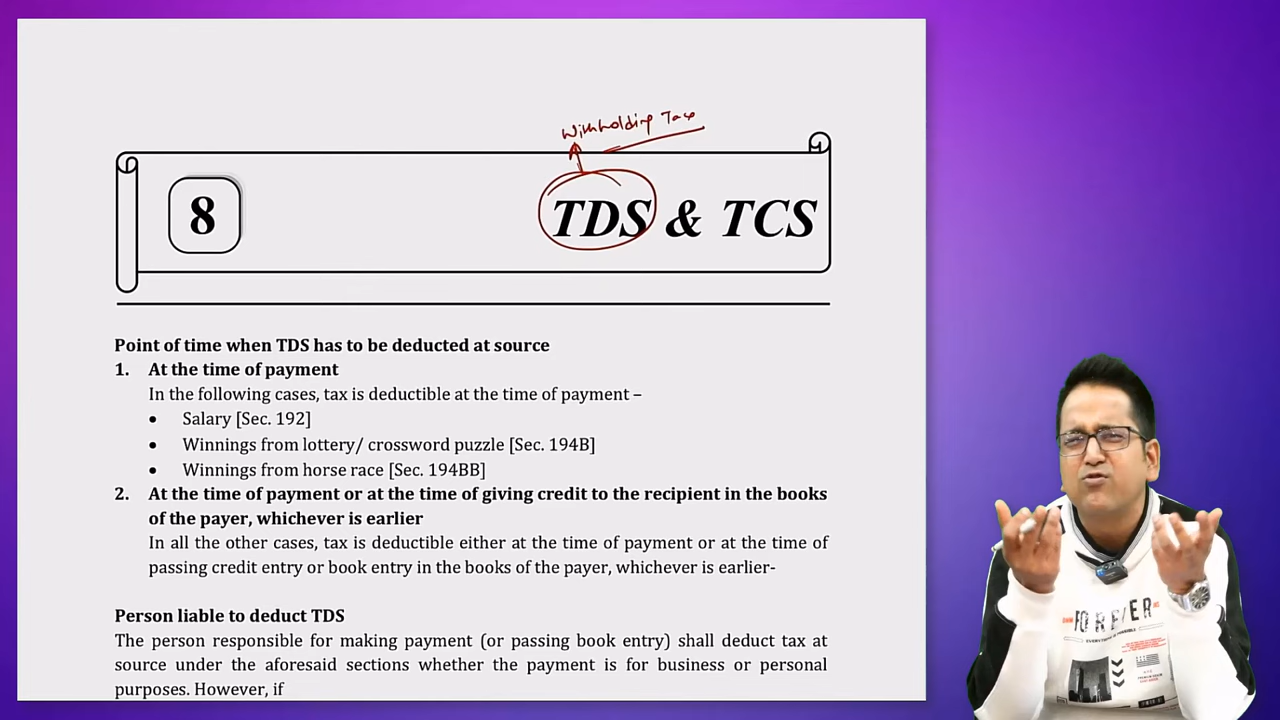 Withholding Tax
8
TDS & TCS
Point of time when TDS has to be deducted at source
1. At the time of payment
In the following cases, tax is deductible at the time of payment –
• Salary [Sec. 192]
• Winnings from lottery/ crossword puzzle [Sec. 194B]
• Winnings from horse race [Sec. 194BB]
2. At the time of payment or at the time of giving credit to the recipient in the books
of the payer, whichever is earlier
In all the other cases, tax is deductible either at the time of payment or at the time of
passing credit entry or book entry in the books of the payer, whichever is earlier-
Person liable to deduct TDS
The person responsible for making payment (or passing book entry) shall deduct tax at
source under the aforesaid sections whether the payment is for business or personal
purposes. However, if
FOREVER